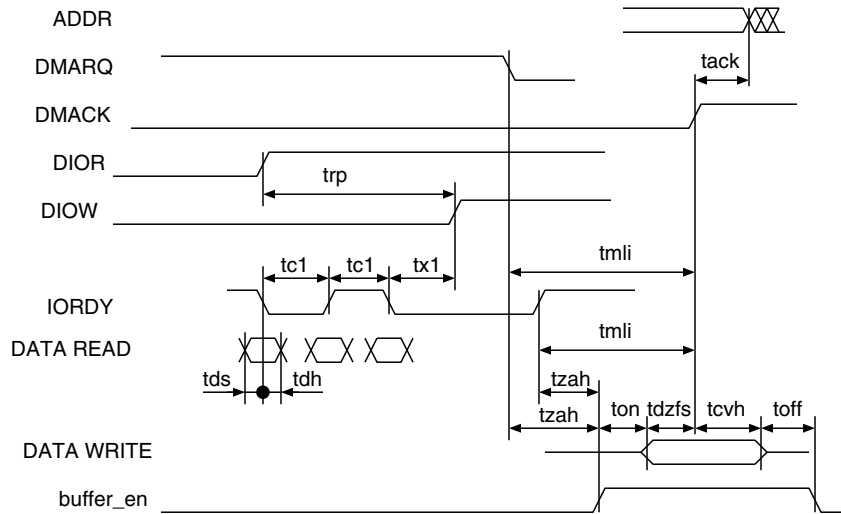 ADDR
DMARQ
tack
DMACK
DIOR
trp
DIOW
tc1 tc1 tx1
tmli
IORDY
tmli
DATA READ
tds tdh
tzah
tzah ton tdzfs tcvh toff
DATA WRITE
buffer_en